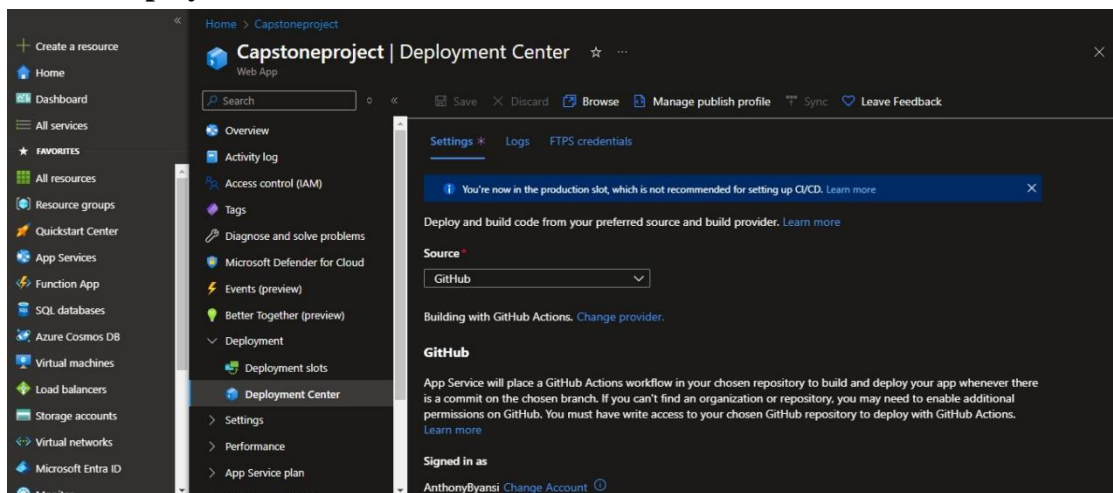 Home > Capstoneproject
Capstoneproject | Deployment Center
Web App
Create a resource
Home
Dashboard
All services
FAVORITES
All resources
Resource groups
Quickstart Center
App Services
Function App
SQL databases
Azure Cosmos DB
Virtual machines
Load balancers
Storage accounts
Virtual networks
Microsoft Entra ID
Search
Overview
Activity log
Access control (IAM)
Tags
Diagnose and solve problems
Microsoft Defender for Cloud
Events (preview)
Better Together (preview)
Deployment
Deployment slots
Deployment Center
Settings
Performance
App Service plan
Save Discard Browse Manage publish profile Sync Leave Feedback
Settings * Logs FTPS credentials
You're now in the production slot, which is not recommended for setting up CI/CD. Learn more
Deploy and build code from your preferred source and build provider. Learn more
Source *
GitHub
Building with GitHub Actions. Change provider.
GitHub
App Service will place a GitHub Actions workflow in your chosen repository to build and deploy your app whenever there
is a commit on the chosen branch. If you can't find an organization or repository, you may need to enable additional
permissions on GitHub. You must have write access to your chosen GitHub repository to deploy with GitHub Actions.
Learn more
Signed in as
AnthonyByansi Change Account